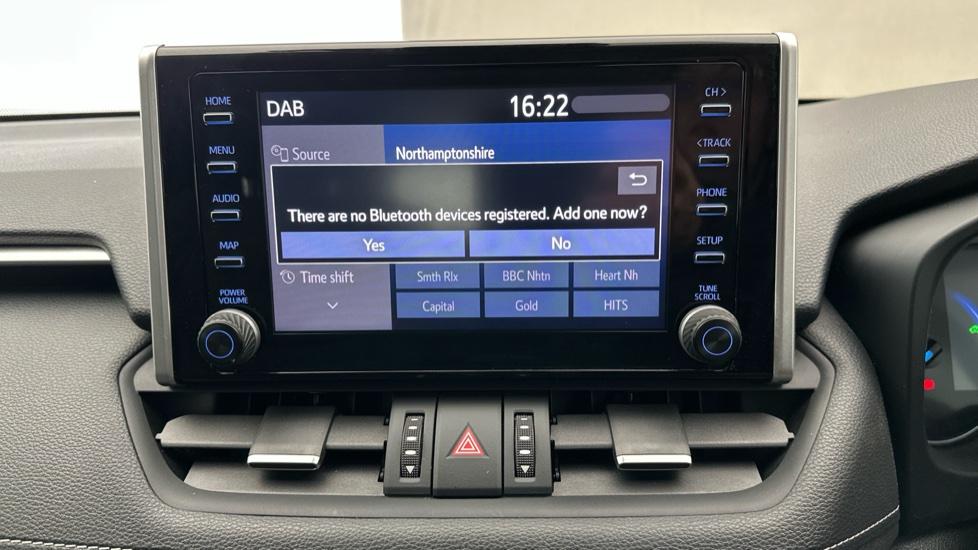 HOME
MENU
AUDIO
MAP
POWER
VOLUME
DAB
16:22
Source
Northamptonshire
There are no Bluetooth devices registered. Add one now?
Yes
No
Time shift
Smth Rlx
BBC Nhtn
Heart Nh
Capital
Gold
HITS
CH >
<TRACK
PHONE
SETUP
TUNE
SCROLL